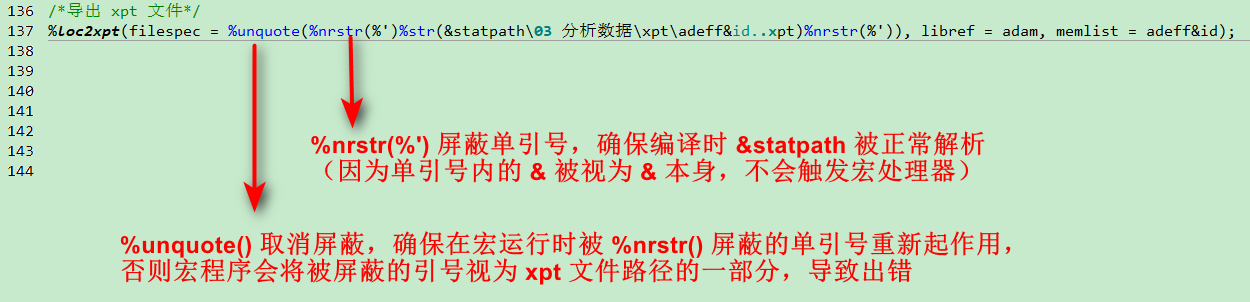 136 /*导出 xpt 文件*/
137 %loc2xpt(filespec = %unquote(%nrstr(%')%str(&statpath\03 分析数据\xpt\adeff&id..xpt)%nrstr(%')), libref = adam, memlist = adeff&id);
138
139
140
141
142
143
144
%nrstr(%') 屏蔽单引号，确保编译时 &statpath 被正常解析
（因为单引号内的 & 被视为 & 本身，不会触发宏处理器）
%unquote() 取消屏蔽，确保在宏运行时被 %nrstr() 屏蔽的单引号重新起作用，
否则宏程序会将被屏蔽的引号视为 xpt 文件路径的一部分，导致出错